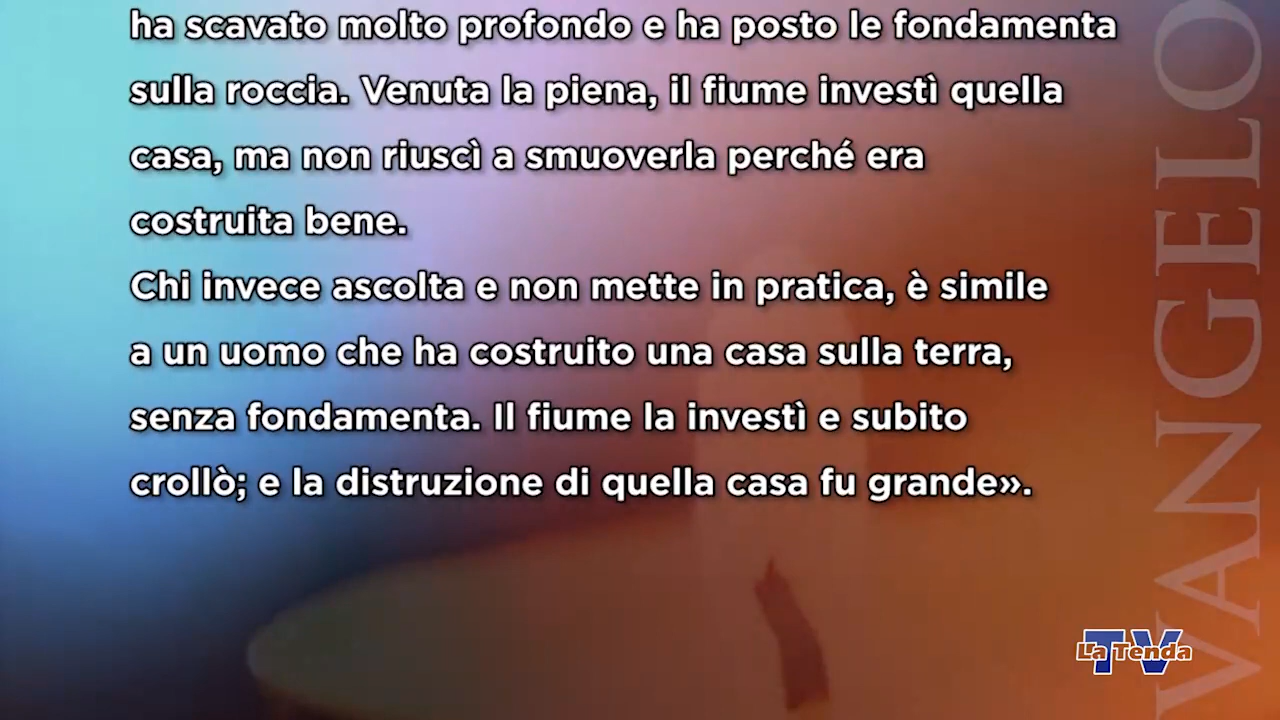 ha scavato molto profondo e ha posto le fondamenta
sulla roccia. Venuta la piena, il fiume investì quella
casa, ma non riuscì a smuoverla perché era
costruita bene.
Chi invece ascolta e non mette in pratica, è simile
a un uomo che ha costruito una casa sulla terra,
senza fondamenta. Il fiume la investì e subito
crollò; e la distruzione di quella casa fu grande».
VANGELO
TV
La Tenda